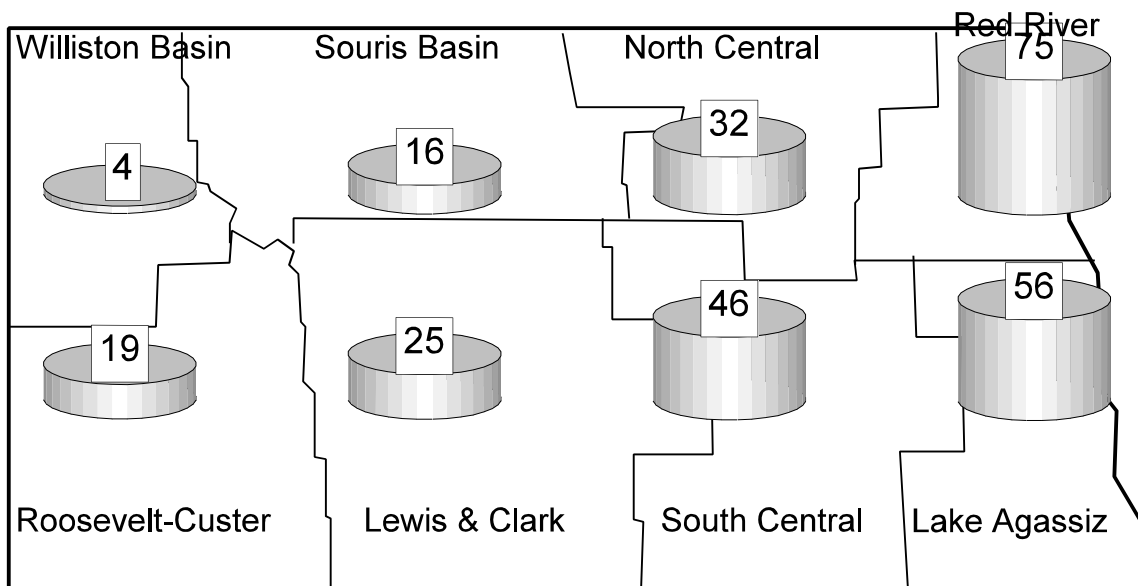 Red River
Williston Basin
Souris Basin
North Central
75
4
16
32
19
25
46
56
Roosevelt-Custer
Lewis & Clark
South Central
Lake Agassiz